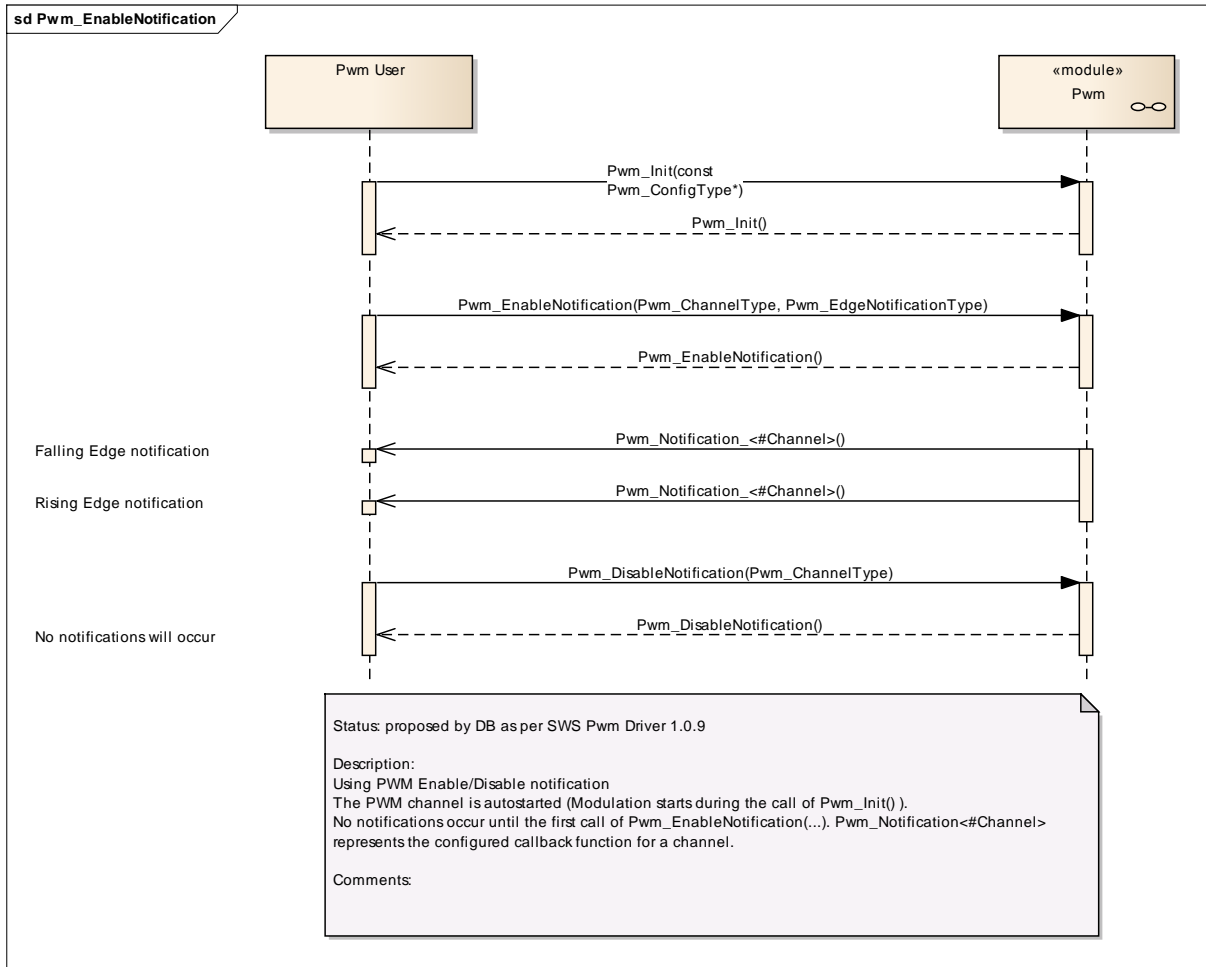 sd Pwm_EnableNotification
Pwm User
«module»
Pwm
Pwm_Init(const
Pwm_ConfigType*)
Pwm_Init()
Pwm_EnableNotification(Pwm_ChannelType, Pwm_EdgeNotificationType)
Pwm_EnableNotification()
Pwm_Notification_<#Channel>()
Falling Edge notification
Pwm_Notification_<#Channel>()
Rising Edge notification
Pwm_DisableNotification(Pwm_ChannelType)
Pwm_DisableNotification()
No notifications will occur
Status: proposed by DB as per SWS Pwm Driver 1.0.9
Description:
Using PWM Enable/Disable notification
The PWM channel is autostarted (Modulation starts during the call of Pwm_Init() ).
No notifications occur until the first call of Pwm_EnableNotification(...). Pwm_Notification<#Channel>
represents the configured callback function for a channel.
Comments: